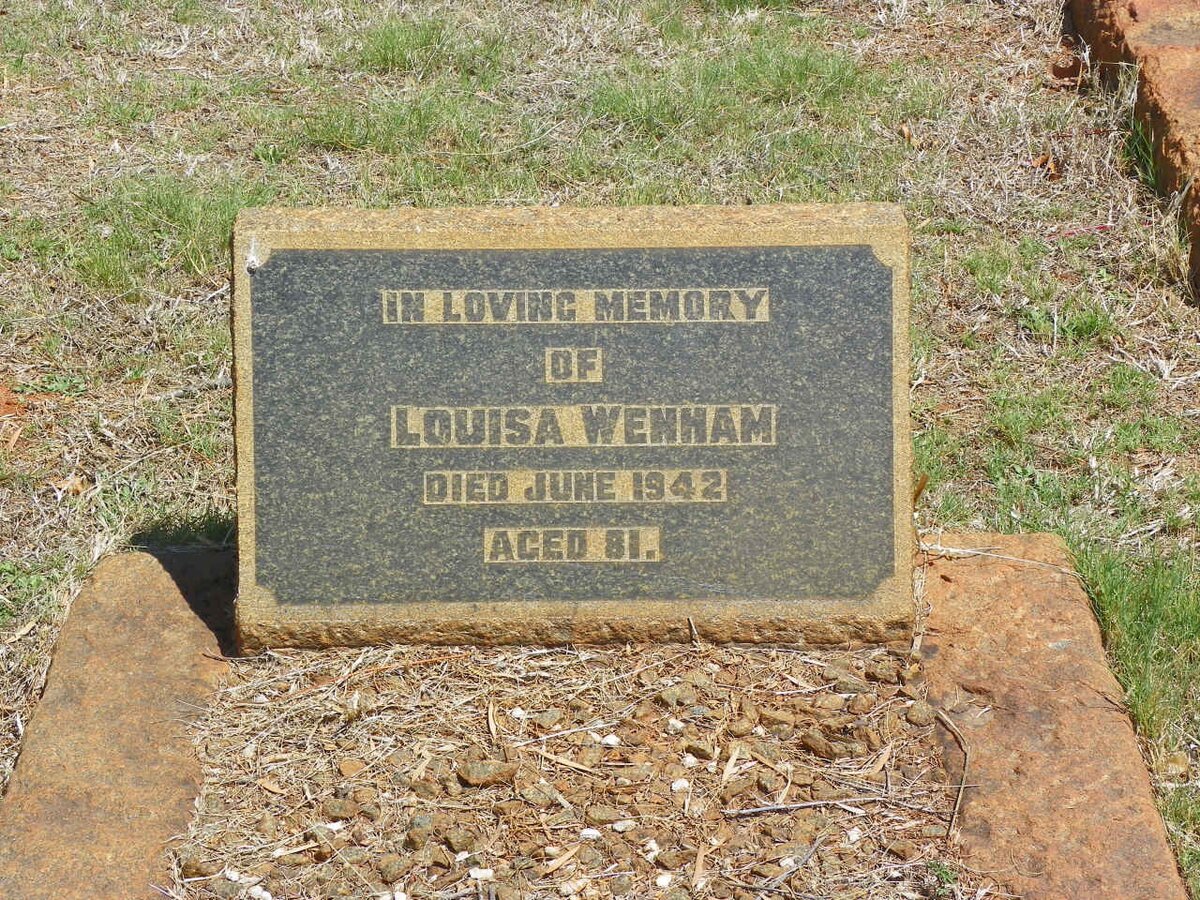 IN LOVING MEMORY
OF
LOUISA WENHAM
DIED JUNE 1942
AGED 81.